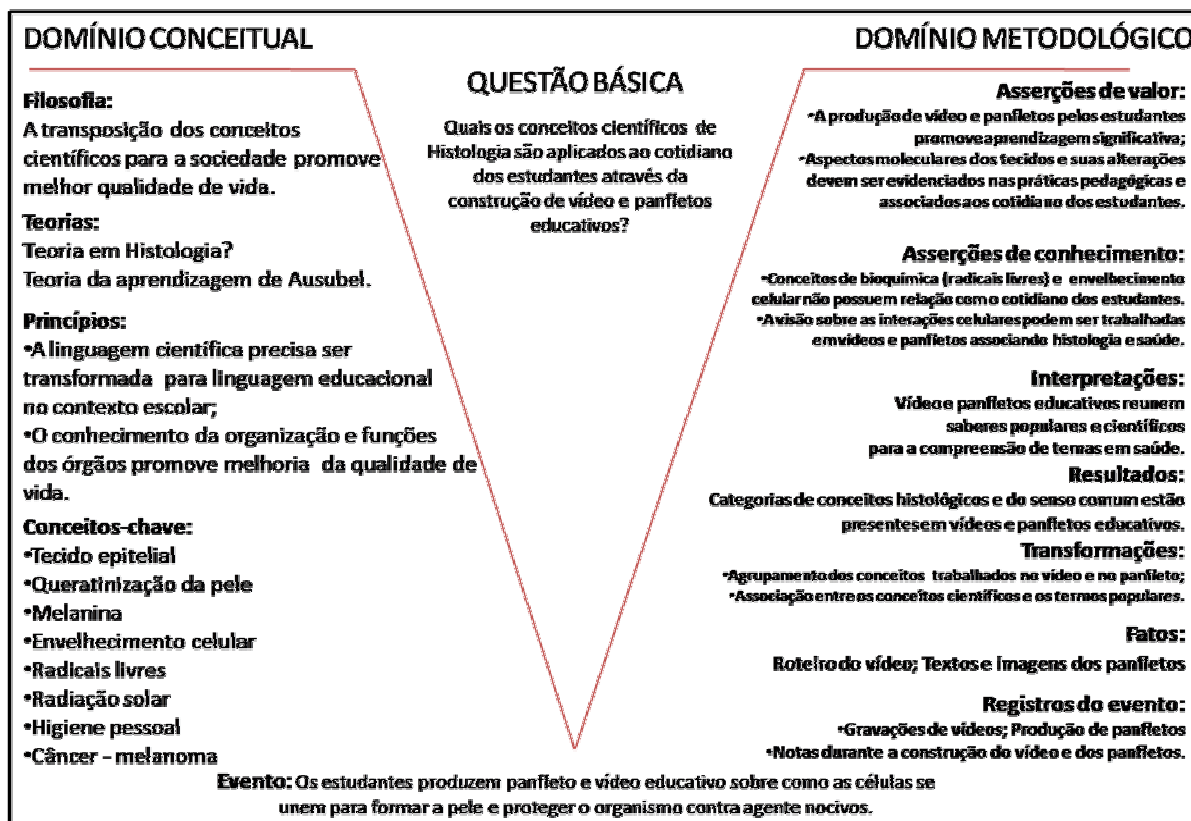 DOMÍNIO CONCEITUAL
Filosofia:
A transposição dos conceitos
científicos para a sociedade promove
melhor qualidade de vida.
Teorias:
Teoria em Histologia?
Teoria da aprendizagem de Ausubel.
Princípios:
•A linguagem científica precisa ser
transformada para linguagem educacional
no contexto escolar;
•O conhecimento da organização e funções
dos órgãos promove melhoria da qualidade de
vida.
Conceitos-chave:
•Tecido epitelial
•Queratinização da pele
•Melanina
•Envelhecimento celular
•Radicais livres
•Radiação solar
•Higiene pessoal
•Câncer – melanoma
QUESTÃO BÁSICA
Quais os conceitos científicos de
Histologia são aplicados ao cotidiano
dos estudantes através da
construção de vídeo e panfletos
educativos?
DOMÍNIO METODOLÓGICO
Asserções de valor:
•A produção de vídeo e panfletos pelos estudantes
promove aprendizagem significativa;
•Aspectos moleculares dos tecidos e suas alterações
devem ser evidenciados nas práticas pedagógicas e
associados aos cotidiano dos estudantes.
Asserções de conhecimento:
•Conceitos de bioquímica (radicais livres) e envelhecimento
celular não possuem relação com o cotidiano dos estudantes.
•A visão sobre as interações celulares podem ser trabalhadas
em vídeos e panfletos associando histologia e saúde.
Interpretações:
Vídeo e panfletos educativos reunem
saberes populares e científicos
para a compreensão de temas em saúde.
Resultados:
Categorias de conceitos histológicos e do senso comum estão
presentes em vídeos e panfletos educativos.
Transformações:
•Agrupamento dos conceitos trabalhados no vídeo e no panfleto;
•Associação entre os conceitos científicos e os termos populares.
Fatos:
Roteiro do vídeo; Textos e imagens dos panfletos
Registros do evento:
•Gravações de vídeos; Produção de panfletos
•Notas durante a construção do vídeo e dos panfletos.
Evento: Os estudantes produzem panfleto e vídeo educativo sobre como as células se
unem para formar a pele e proteger o organismo contra agente nocivos.